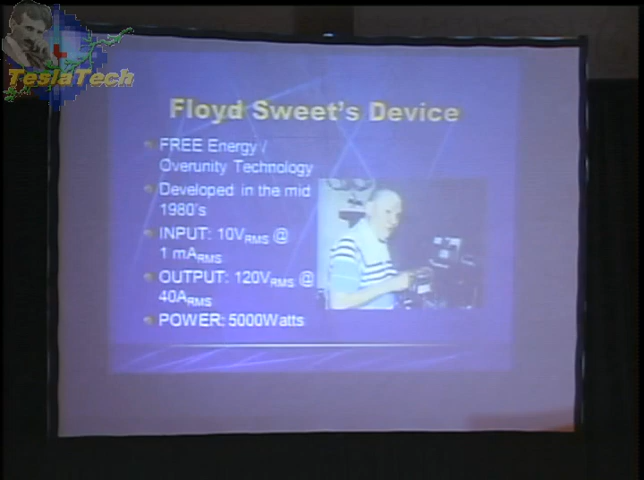 TeslaTech
Floyd Sweet's Device
FREE Energy /
Overunity Technology
Developed in the mid
1980's
INPUT: 10VRMS @
1 mARMS
OUTPUT: 120VRMS @
40ARMS
POWER: 5000Watts